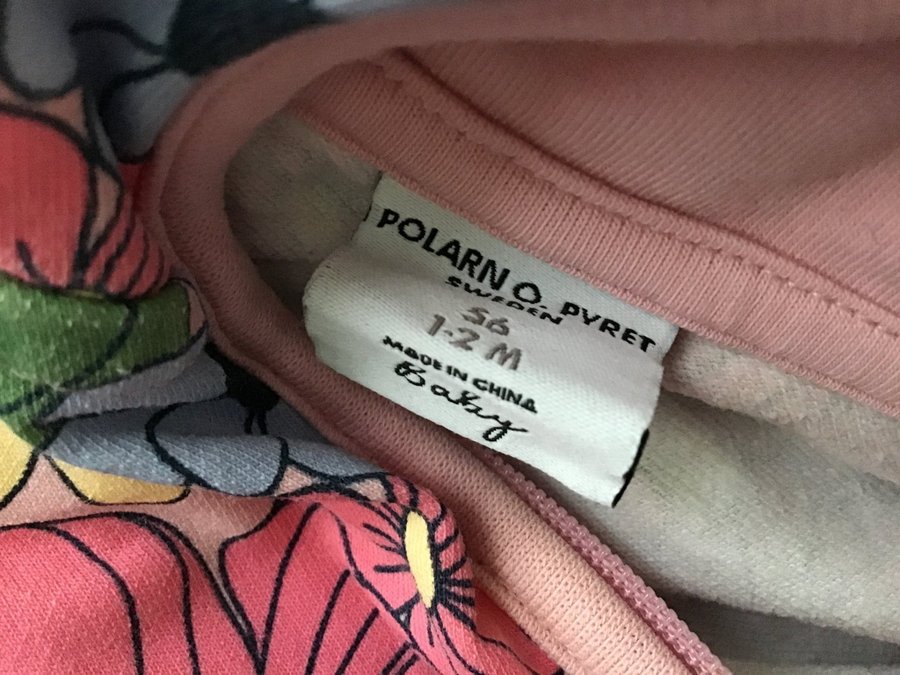 POLARN O. PYRET
SWEDEN
56
1-2 M
MADE IN CHINA
Baby